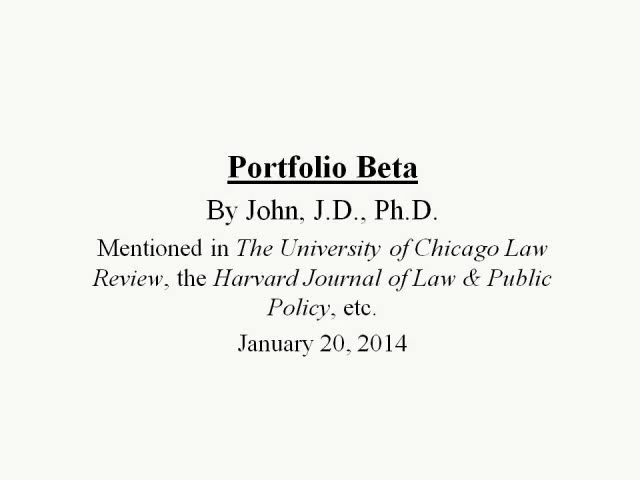 Portfolio Beta
By John, J.D., Ph.D.
Mentioned in The University of Chicago Law
Review, the Harvard Journal of Law & Public
Policy, etc.
January 20, 2014